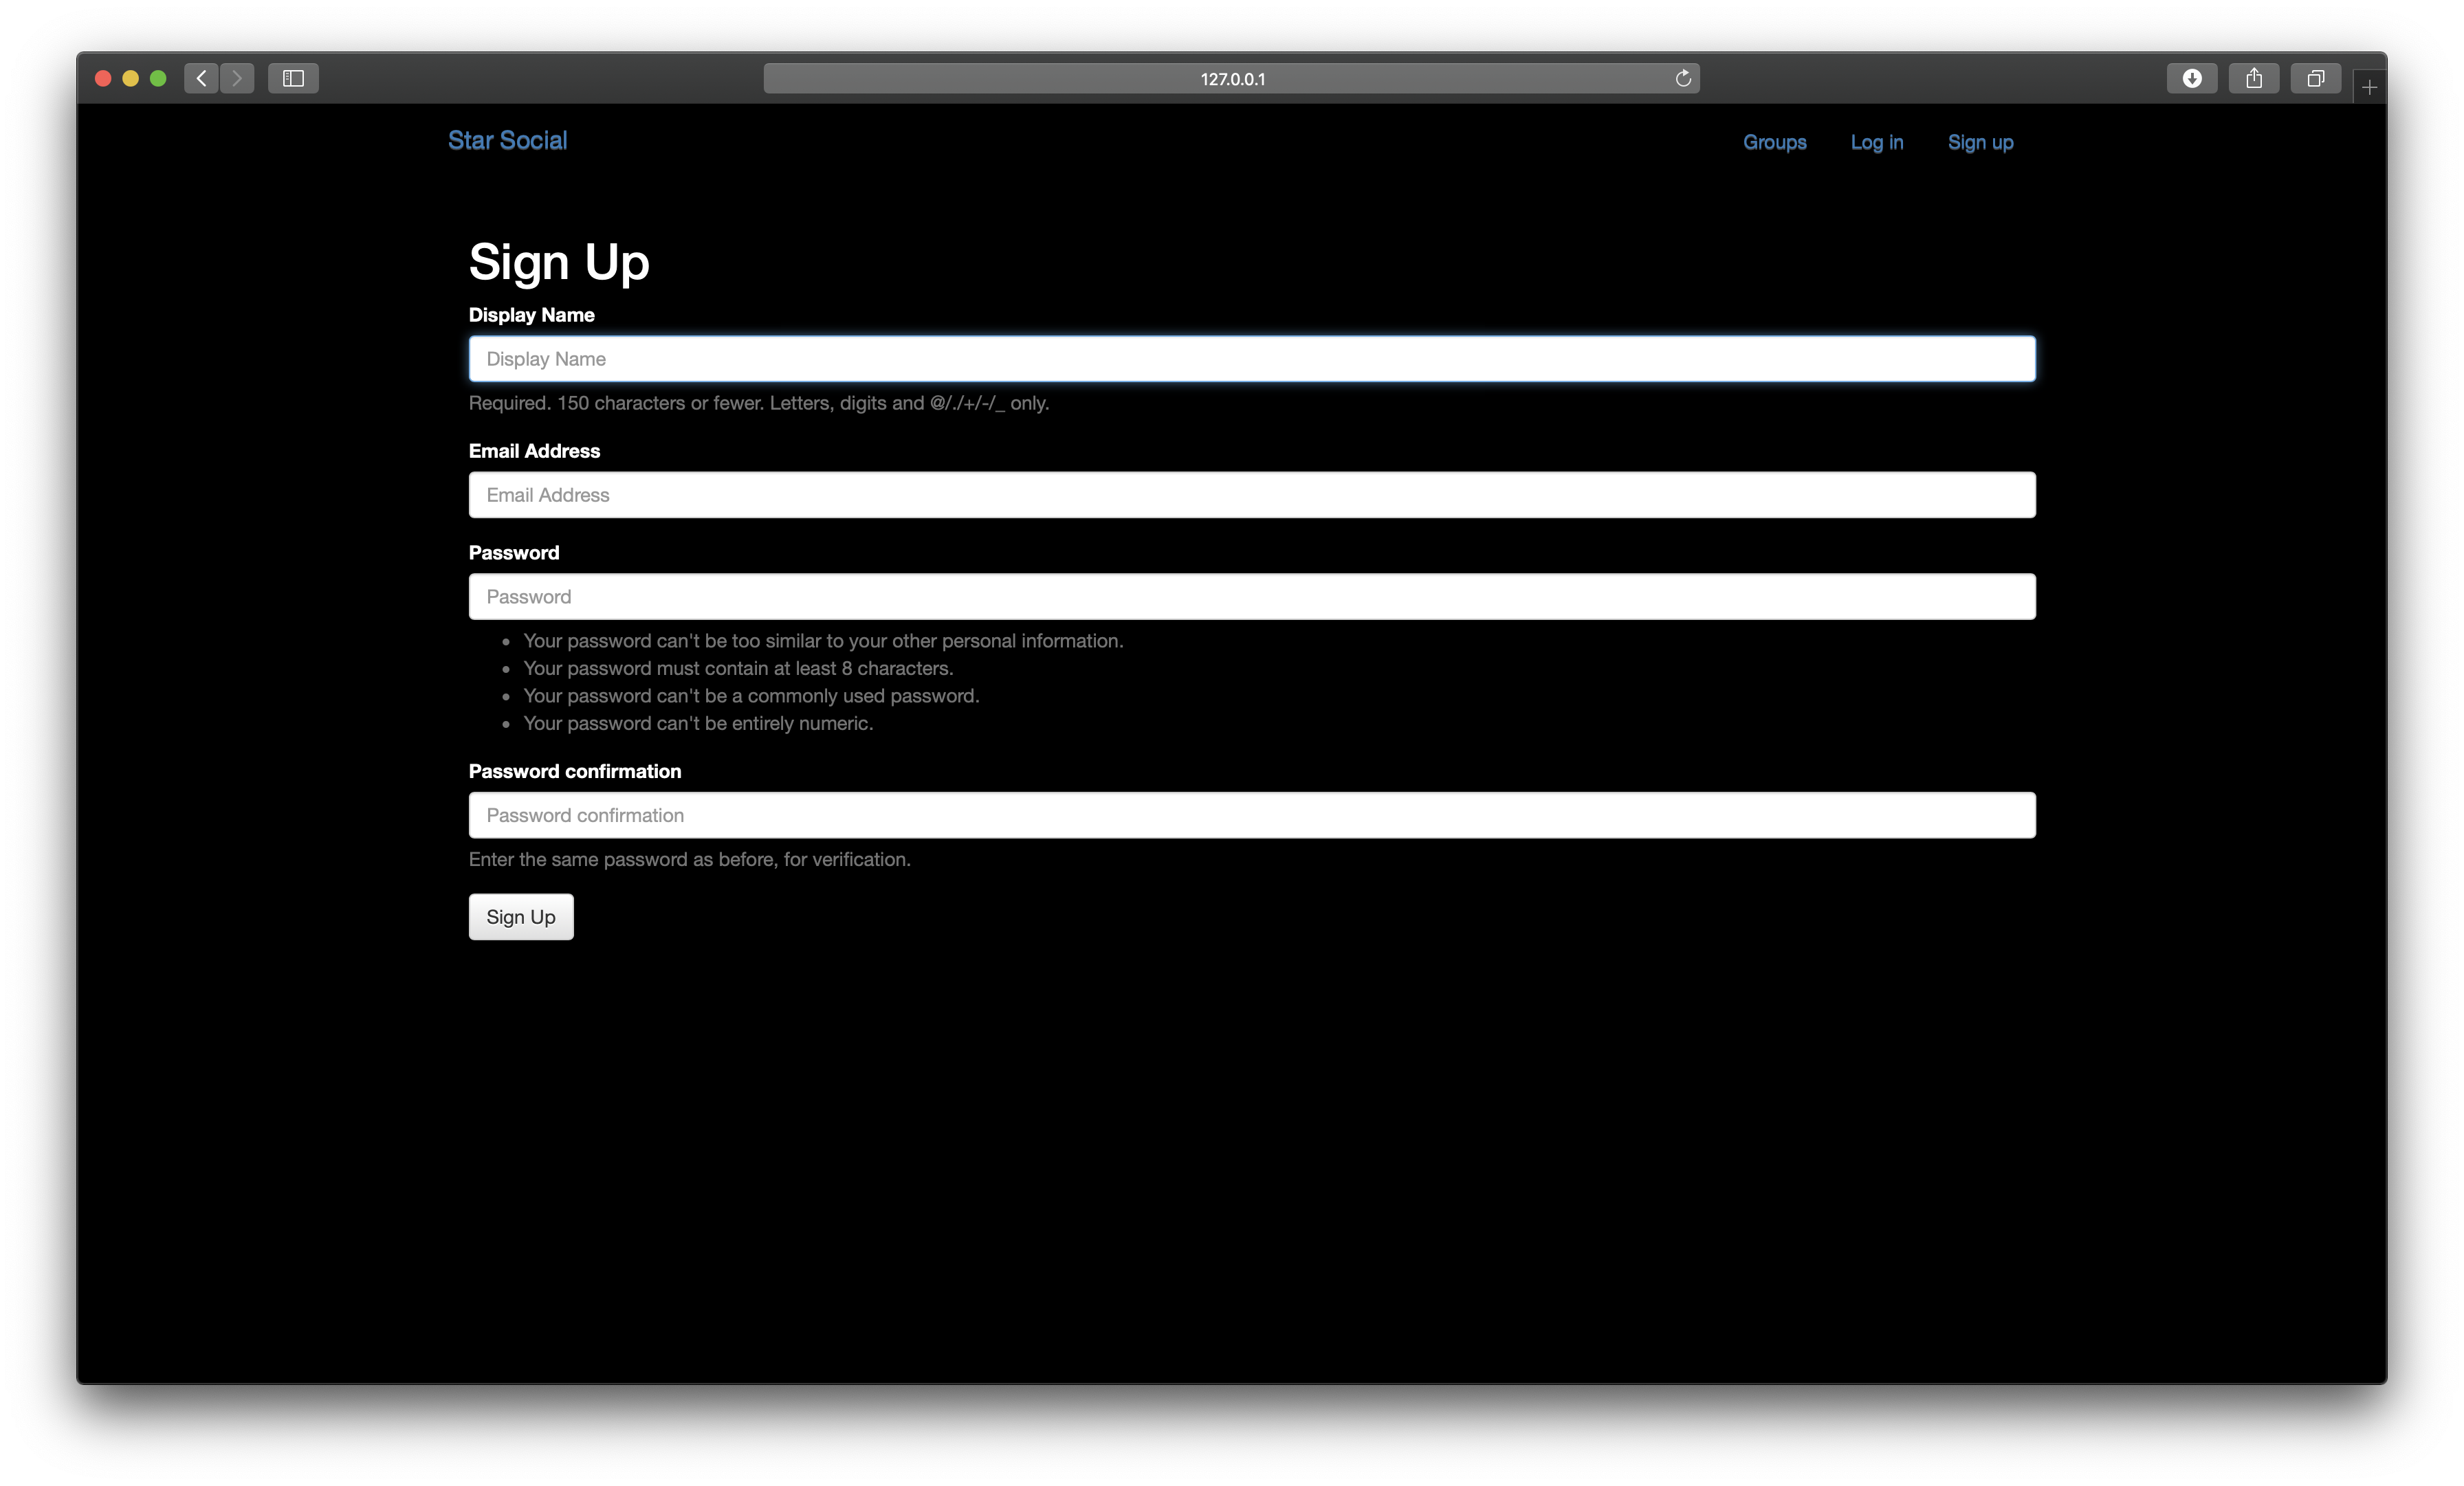 127.0.0.1
Star Social
Groups Log in Sign up
Sign Up
Display Name
Display Name
Required. 150 characters or fewer. Letters, digits and @/./+/-/_ only.
Email Address
Email Address
Password
Password
• Your password can't be too similar to your other personal information.
• Your password must contain at least 8 characters.
• Your password can't be a commonly used password.
• Your password can't be entirely numeric.
Password confirmation
Password confirmation
Enter the same password as before, for verification.
Sign Up